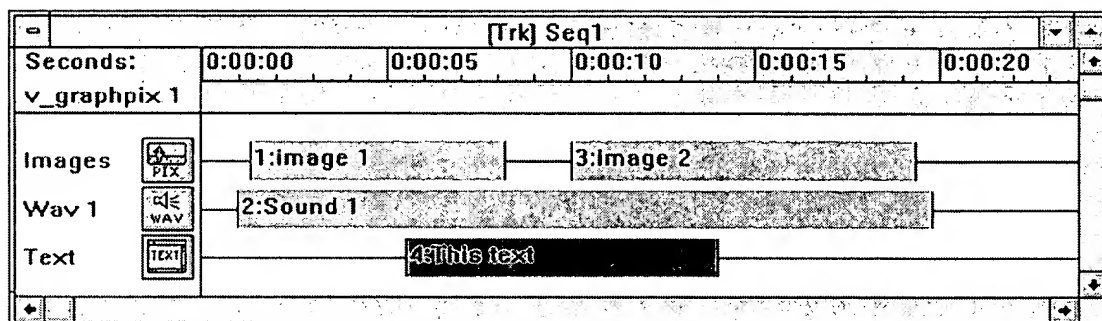 [Trk] Seq1
Seconds: 0:00:00 0:00:05 0:00:10 0:00:15 0:00:20
v_graphpix 1
Images PIX 1:Image 1 3:Image 2
Wav 1 WAV 2:Sound 1
Text TEXT 4:This text